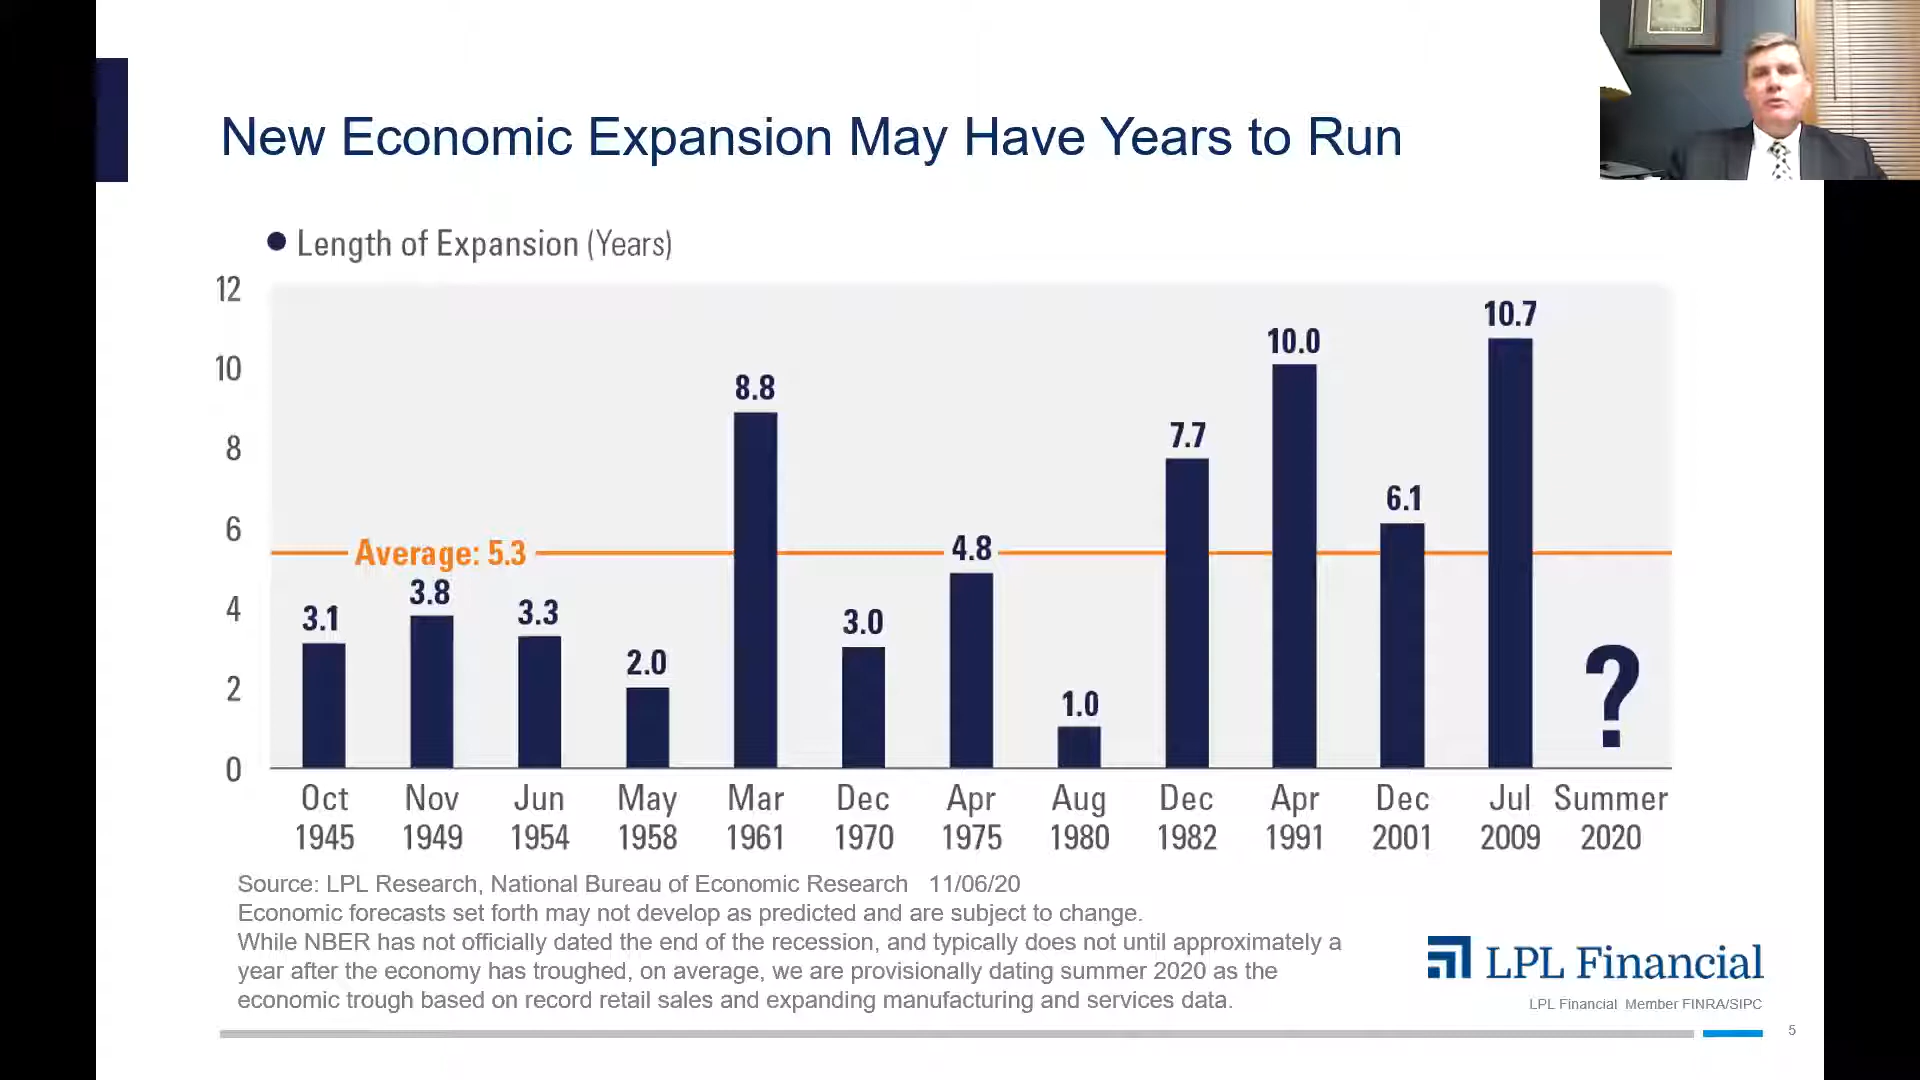 New Economic Expansion May Have Years to Run
Length of Expansion (Years)
12
10
8
6
4
2
0
Average: 5.3
3.1
3.8
3.3
2.0
8.8
3.0
4.8
1.0
7.7
10.0
6.1
10.7
?
Oct Nov Jun May Mar Dec Apr Aug Dec Apr Dec Jul Summer
1945 1949 1954 1958 1961 1970 1975 1980 1982 1991 2001 2009 2020
Source: LPL Research, National Bureau of Economic Research 11/06/20
Economic forecasts set forth may not develop as predicted and are subject to change.
While NBER has not officially dated the end of the recession, and typically does not until approximately a
year after the economy has troughed, on average, we are provisionally dating summer 2020 as the
economic trough based on record retail sales and expanding manufacturing and services data.
LPL Financial
LPL Financial Member FINRA/SIPC
5